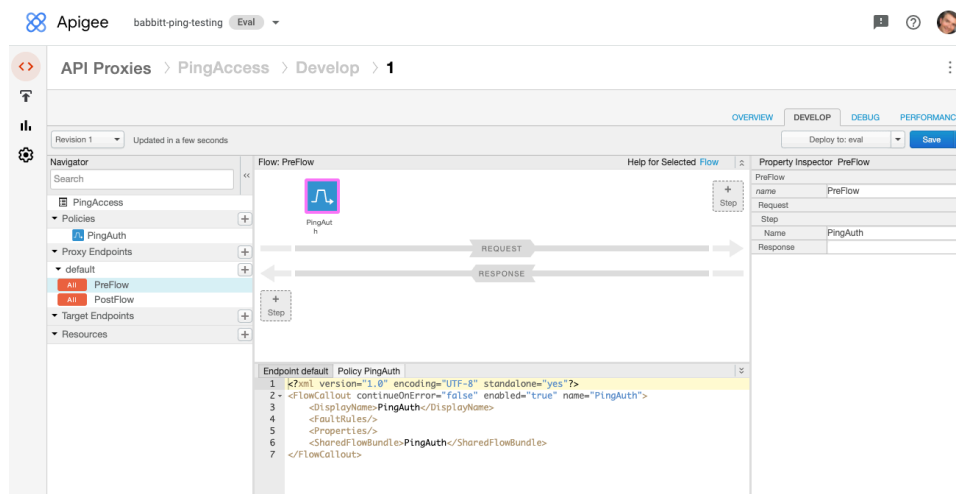 Apigee
babbitt-ping-testing Eval
API Proxies > PingAccess > Develop > 1
OVERVIEW DEVELOP DEBUG PERFORMANC
Revision 1 Updated in a few seconds Deploy to: eval Save
Navigator
Search
PingAccess
Policies
PingAuth
Proxy Endpoints
default
All PreFlow
All PostFlow
Target Endpoints
Resources
Flow: PreFlow Help for Selected Flow
PingAut
h
+
Step
REQUEST
RESPONSE
+
Step
Property Inspector PreFlow
PreFlow
name PreFlow
Request
Step
Name PingAuth
Response
Endpoint default Policy PingAuth
1 <?xml version="1.0" encoding="UTF-8" standalone="yes"?>
2 <FlowCallout continueOnError="false" enabled="true" name="PingAuth">
3 <DisplayName>PingAuth</DisplayName>
4 <FaultRules/>
5 <Properties/>
6 <SharedFlowBundle>PingAuth</SharedFlowBundle>
7 </FlowCallout>